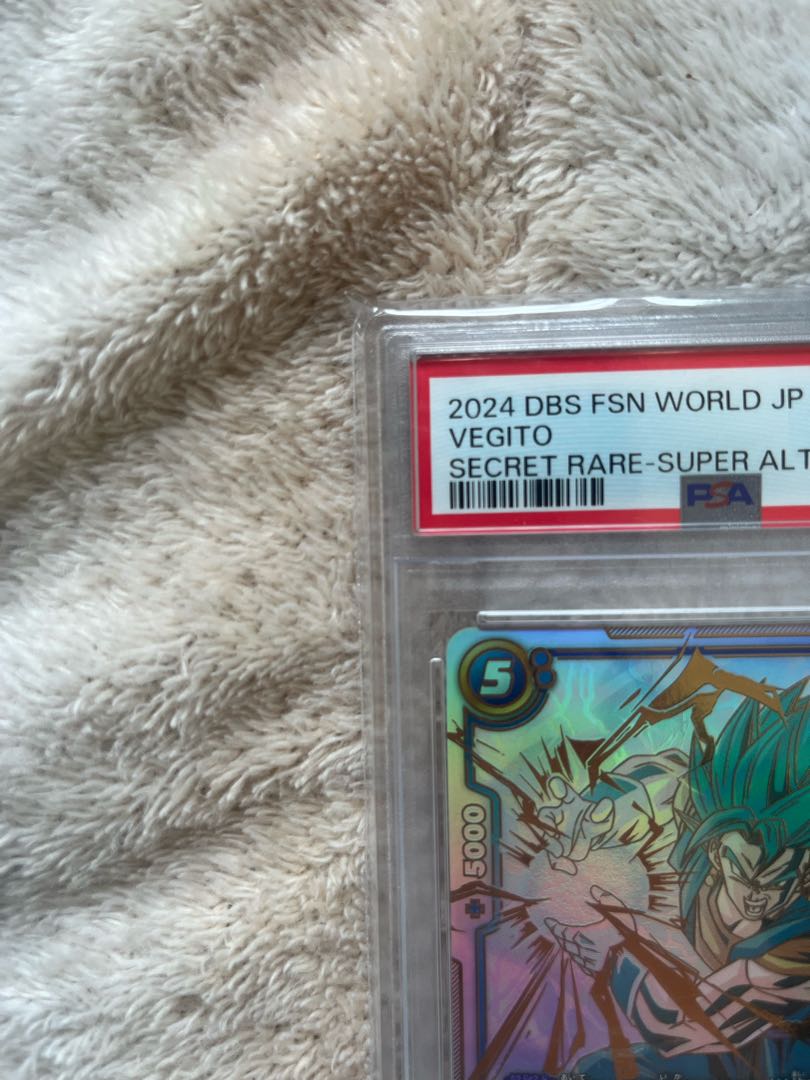 2024 DBS FSN WORLD JP
VEGITO
SECRET RARE-SUPER ALT
PSA
5
+5000